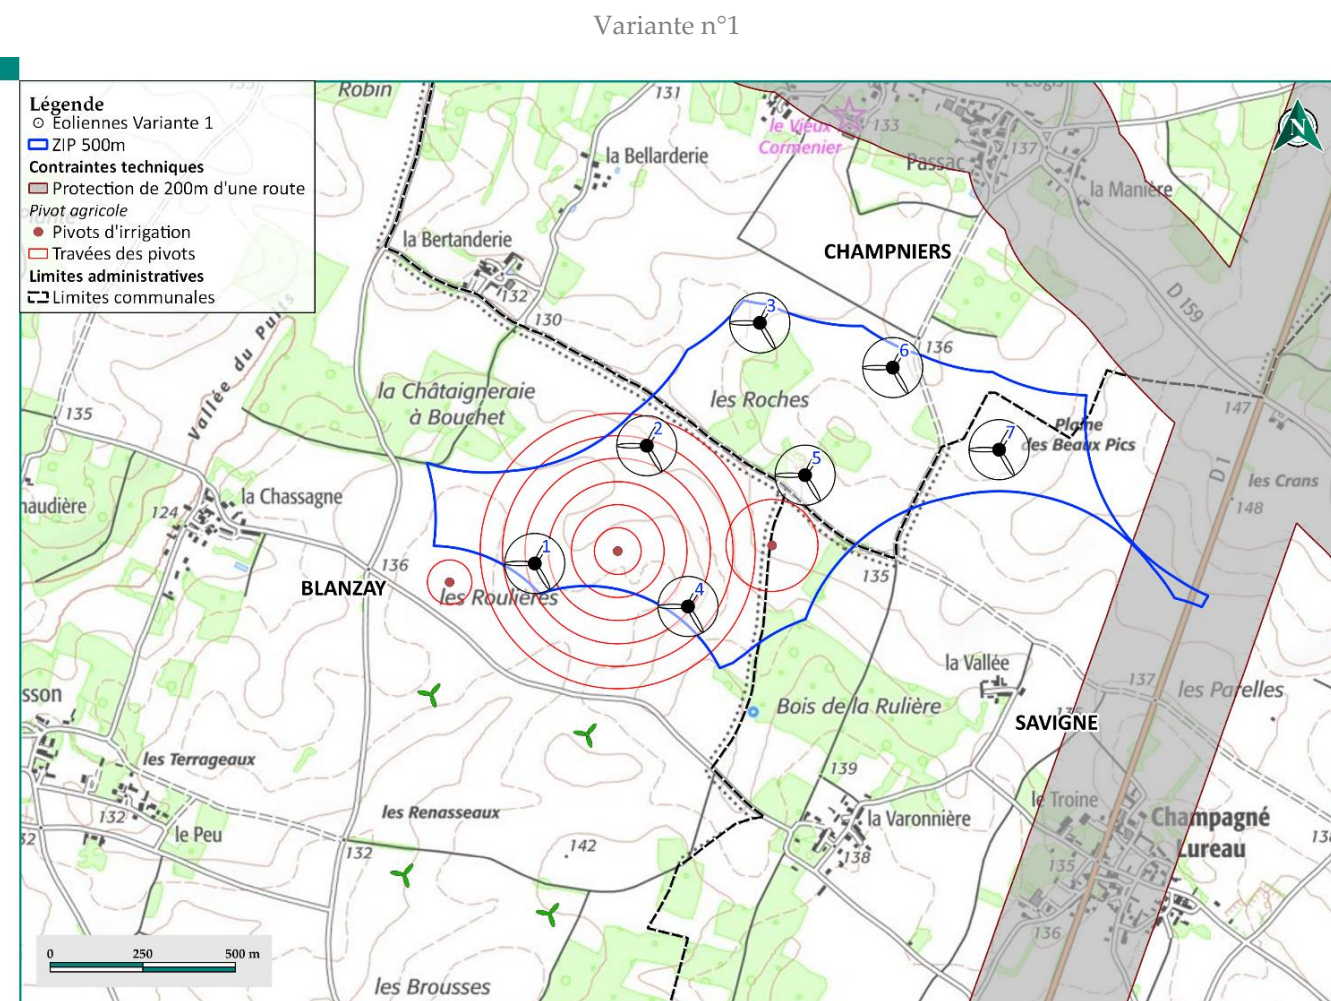 Variante n°1
Légende
Eoliennes Variante 1
ZIP 500m
Contraintes techniques
Protection de 200m d'une route
Pivot agricole
Pivots d'irrigation
Travées des pivots
Limites administratives
Limites communales
Robin
131
le Vieux
Cormenier
133
137
Passac
la Manière
la Bellarderie
la Bertanderie
132
130
CHAMPNIERS
D 159
N
Vallée du Puits
3
136
6
la Châtaigneraie
à Bouchet
les Roches
135
147
2
7
Plaine
des Beaux Pics
5
D 1
les Crans
148
naudière
la Chassagne
124
1
136
BLANZAY
les Roulières
4
135
la Vallée
137
les Parelles
SAVIGNE
Bois de la Rulière
sson
les Terrageaux
139
le Troine
Champagné
Lureau
les Renasseaux
la Varonnière
132
le Peu
32
132
142
138
135
136
0 250 500 m
les Brousses